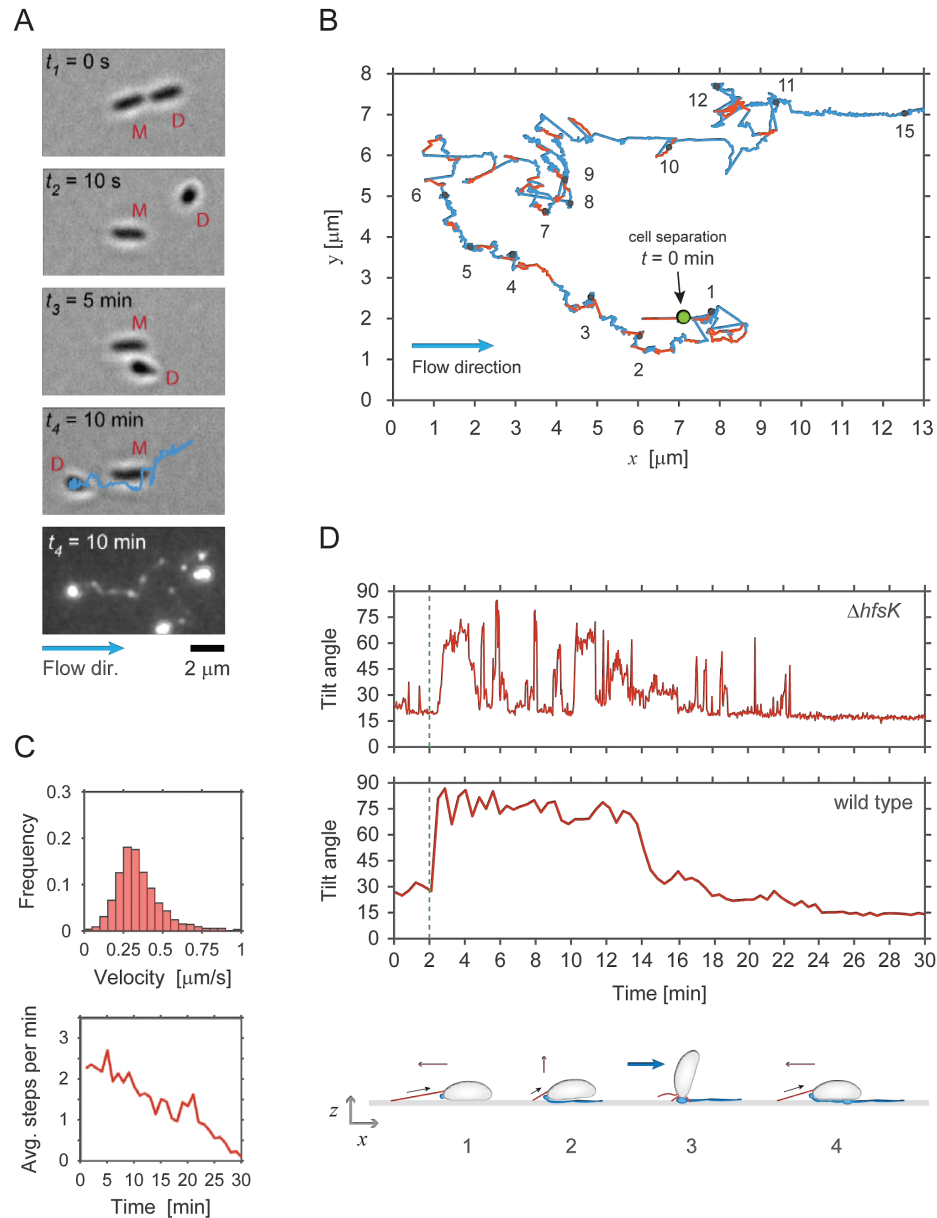 A
t1 = 0 s
M
D
t2 = 10 s
M
D
t3 = 5 min
M
D
t4 = 10 min
D
M
t4 = 10 min
Flow dir.
2 μm
B
8
7
6
5
4
3
2
1
0
y [μm]
0 1 2 3 4 5 6 7 8 9 10 11 12 13
x [μm]
12
11
15
10
9
8
7
6
5
4
3
2
1
cell separation
t = 0 min
Flow direction
C
0.3
0.2
0.1
0
Frequency
0 0.25 0.5 0.75 1
Velocity [μm/s]
3
2
1
0
Avg. steps per min
0 5 10 15 20 25 30
Time [min]
D
90
75
60
45
30
15
0
Tilt angle
ΔhfsK
90
75
60
45
30
15
0
Tilt angle
wild type
0 2 4 6 8 10 12 14 16 18 20 22 24 26 28 30
Time [min]
z
x
1
2
3
4